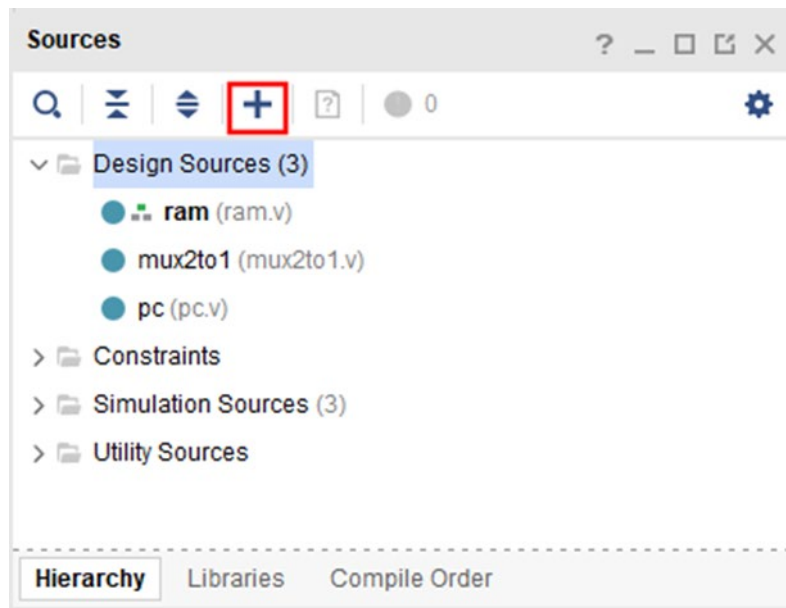 Sources
0
Design Sources (3)
ram (ram.v)
mux2to1 (mux2to1.v)
pc (pc.v)
Constraints
Simulation Sources (3)
Utility Sources
Hierarchy Libraries Compile Order